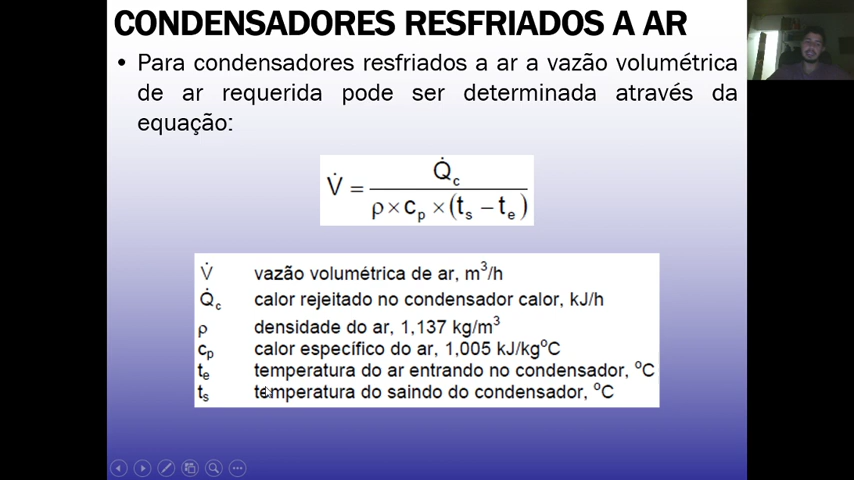 CONDENSADORES RESFRIADOS A AR
• Para condensadores resfriados a ar a vazão volumétrica
de ar requerida pode ser determinada através da
equação:
V̇ = Q̇c / ρ×cp×(ts − te)
V̇ vazão volumétrica de ar, m³/h
Q̇c calor rejeitado no condensador calor, kJ/h
ρ densidade do ar, 1,137 kg/m³
cp calor específico do ar, 1,005 kJ/kgºC
te temperatura do ar entrando no condensador, ºC
ts temperatura do saindo do condensador, ºC